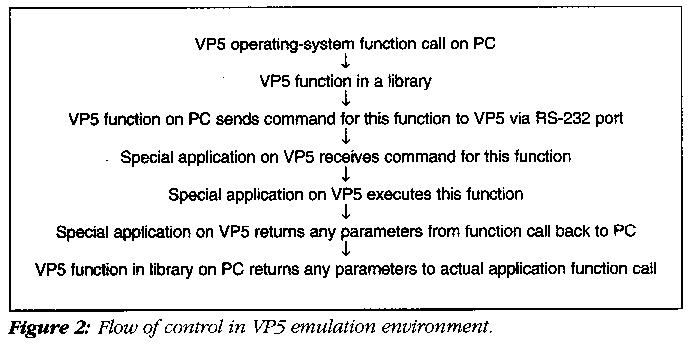 VP5 operating-system function call on PC
↓
VP5 function in a library
↓
VP5 function on PC sends command for this function to VP5 via RS-232 port
↓
Special application on VP5 receives command for this function
↓
Special application on VP5 executes this function
↓
Special application on VP5 returns any parameters from function call back to PC
↓
VP5 function in library on PC returns any parameters to actual application function call
Figure 2: Flow of control in VP5 emulation environment.